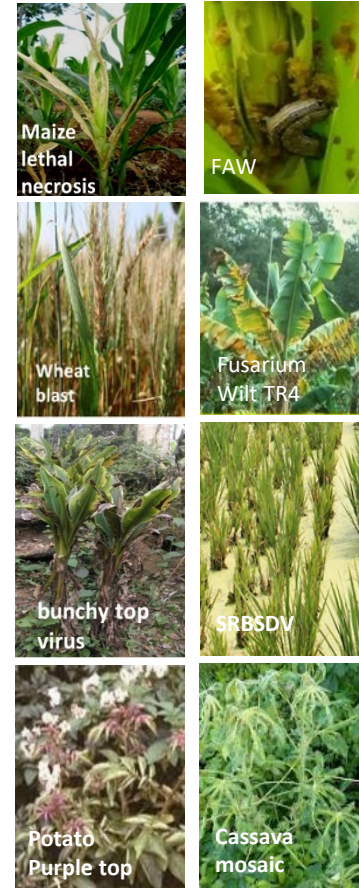 Maize
lethal
necrosis
FAW
Wheat
blast
Fusarium
Wilt TR4
bunchy top
virus
SRBSDV
Potato
Purple top
Cassava
mosaic